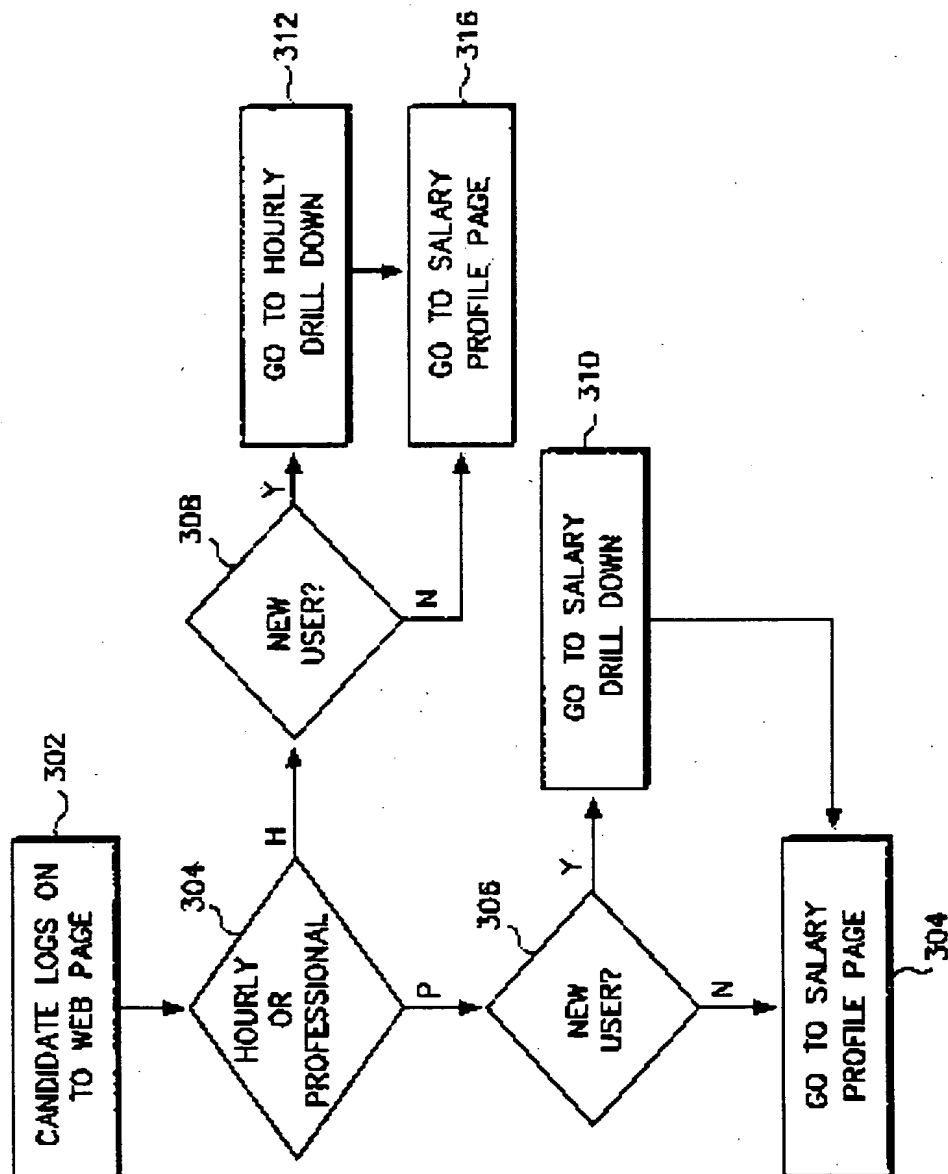 CANDIDATE LOGS ON
TO WEB PAGE
302
HOURLY
OR
PROFESSIONAL
304
H
P
NEW
USER?
308
Y
N
GO TO HOURLY
DRILL DOWN
312
GO TO SALARY
PROFILE PAGE
316
NEW
USER?
306
Y
N
GO TO SALARY
DRILL DOWN
310
GO TO SALARY
PROFILE PAGE
304